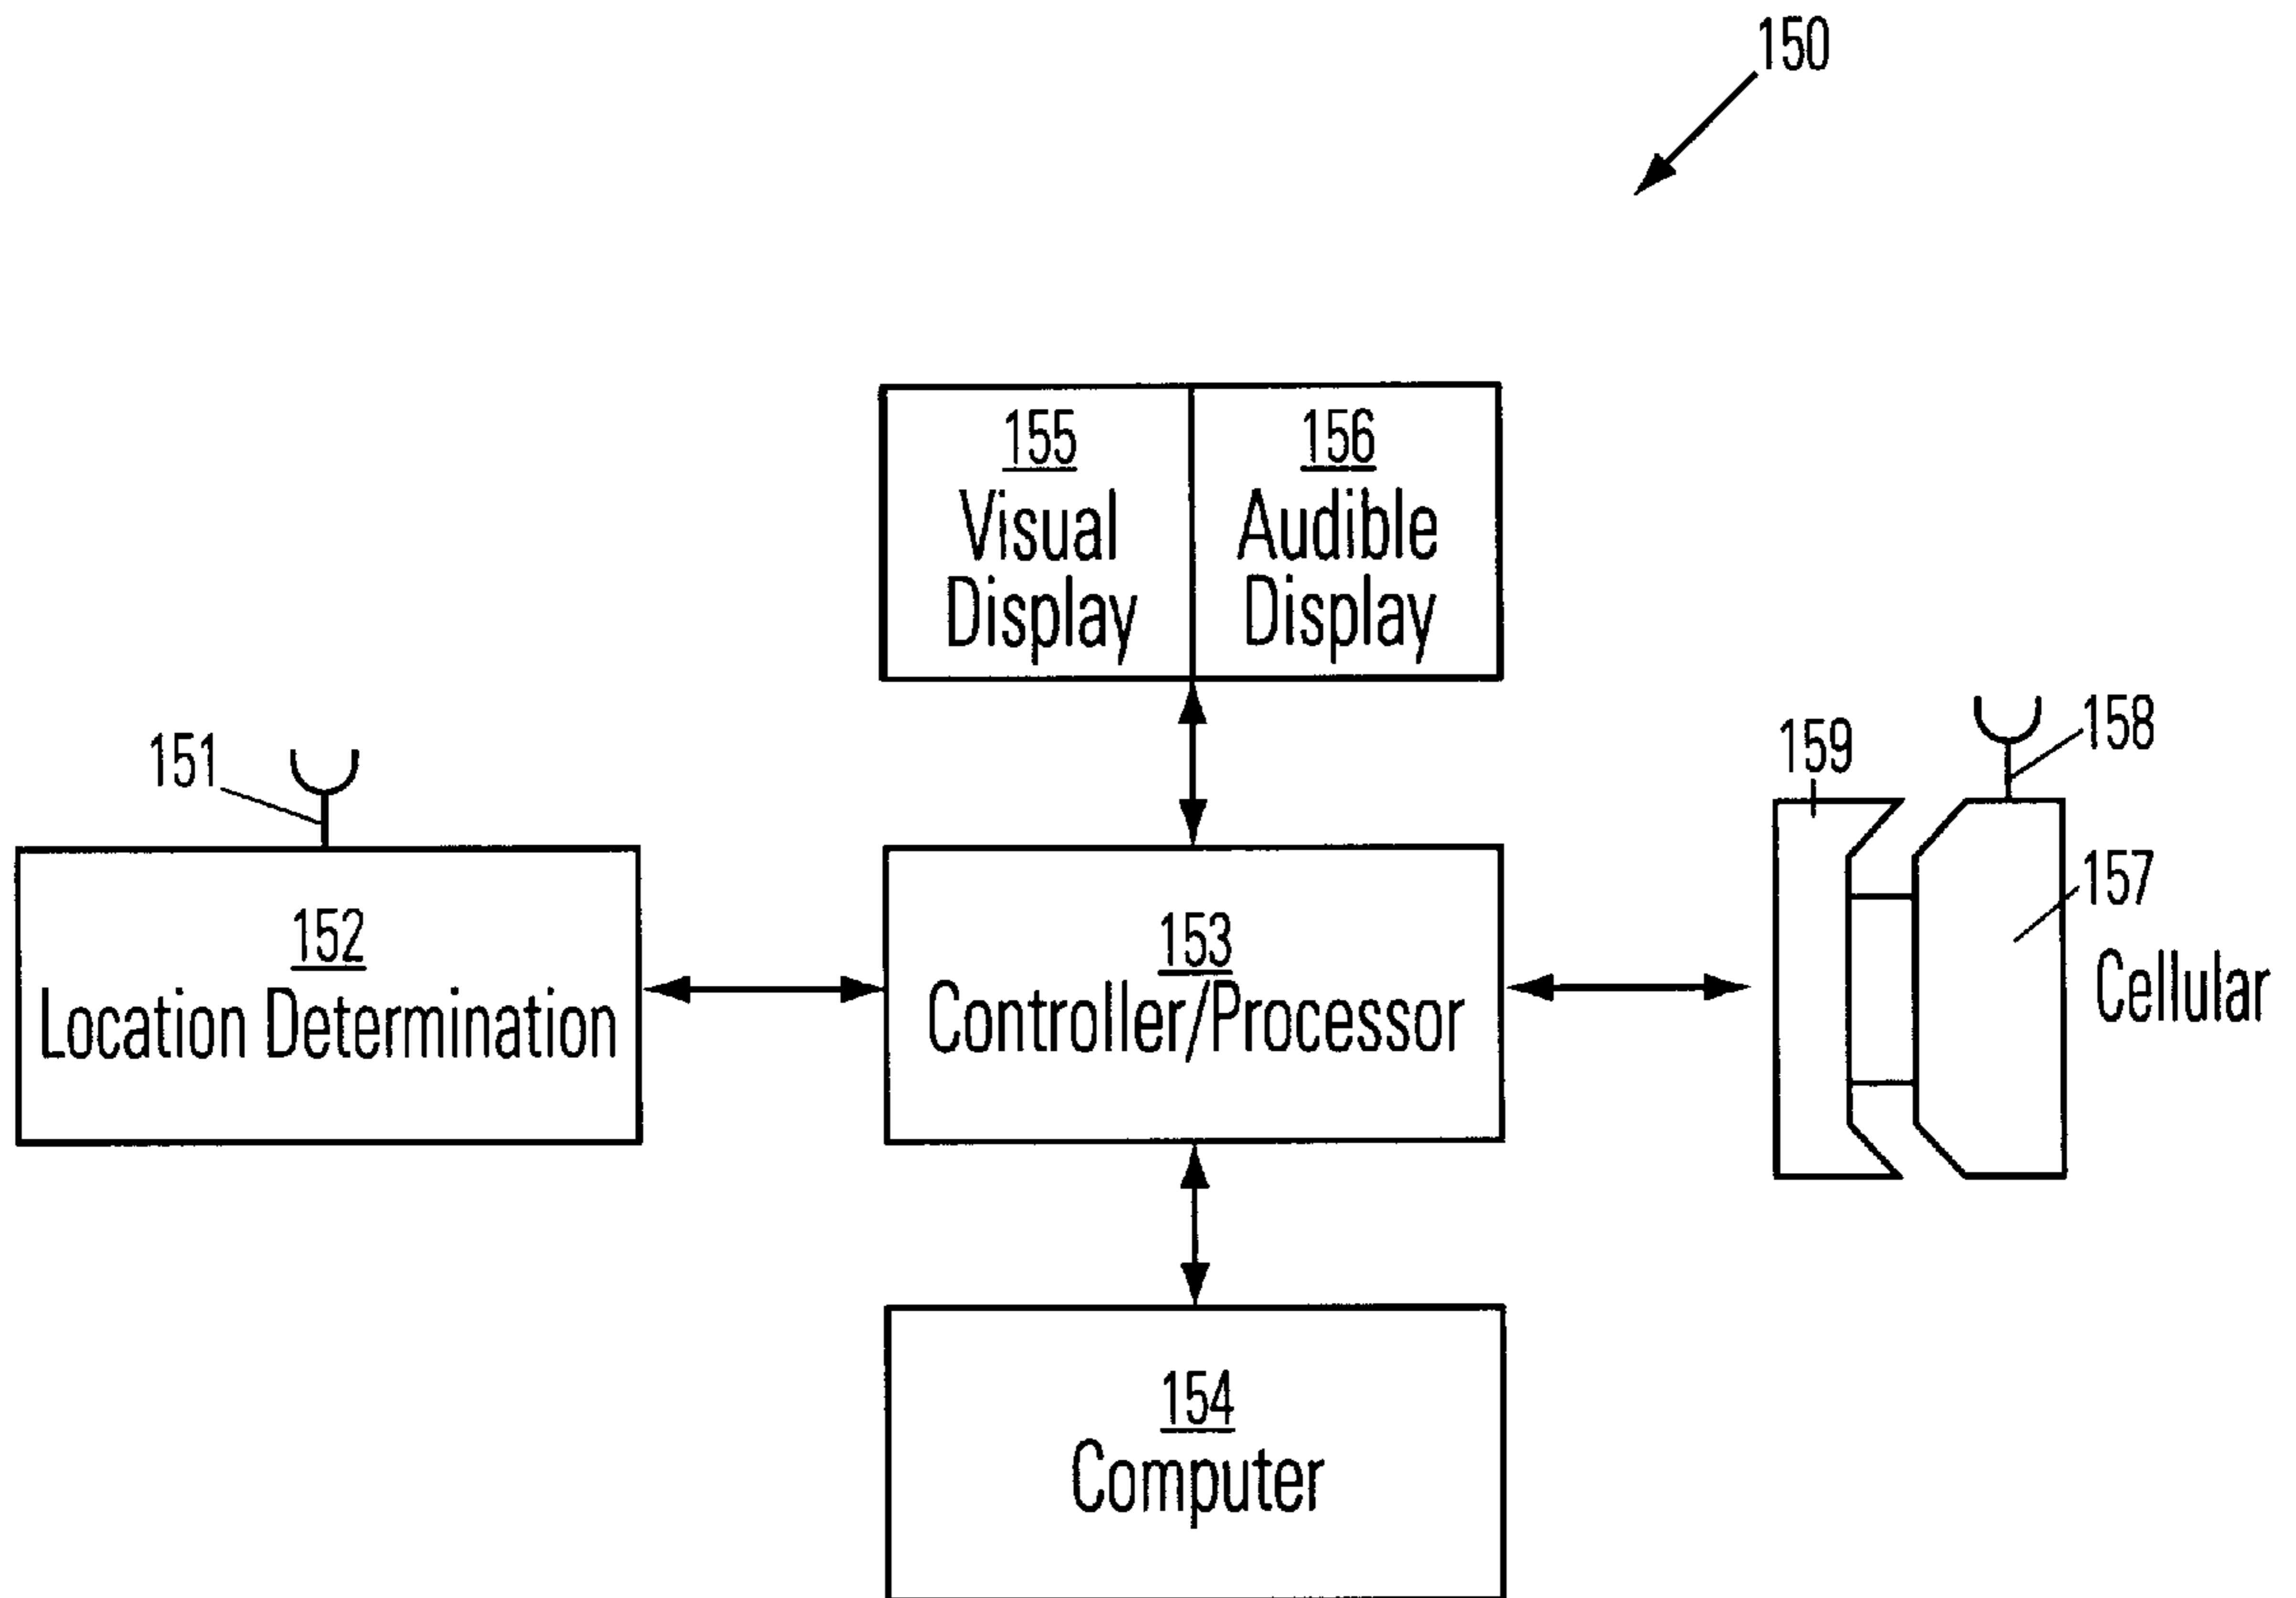 150
155
Visual
Display
156
Audible
Display
151
159
158
157
152
Location Determination
153
Controller/Processor
Cellular
154
Computer